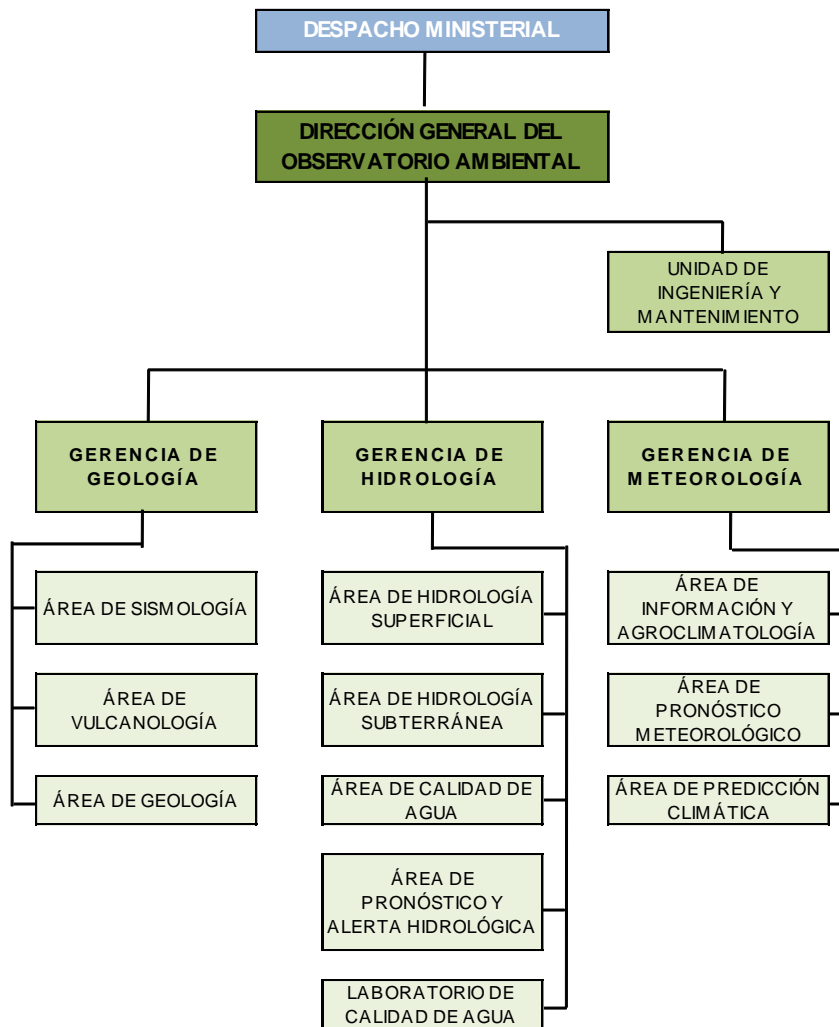 DESPACHO MINISTERIAL
DIRECCIÓN GENERAL DEL
OBSERVATORIO AMBIENTAL
UNIDAD DE
INGENIERÍA Y
MANTENIMIENTO
GERENCIA DE
GEOLOGÍA
GERENCIA DE
HIDROLOGÍA
GERENCIA DE
METEOROLOGÍA
ÁREA DE SISMOLOGÍA
ÁREA DE
VULCANOLOGÍA
ÁREA DE GEOLOGÍA
ÁREA DE HIDROLOGÍA
SUPERFICIAL
ÁREA DE HIDROLOGÍA
SUBTERRÁNEA
ÁREA DE CALIDAD DE
AGUA
ÁREA DE
PRONÓSTICO Y
ALERTA HIDROLÓGICA
LABORATORIO DE
CALIDAD DE AGUA
ÁREA DE
INFORMACIÓN Y
AGROCLIMATOLOGÍA
ÁREA DE
PRONÓSTICO
METEOROLÓGICO
ÁREA DE PREDICCIÓN
CLIMÁTICA